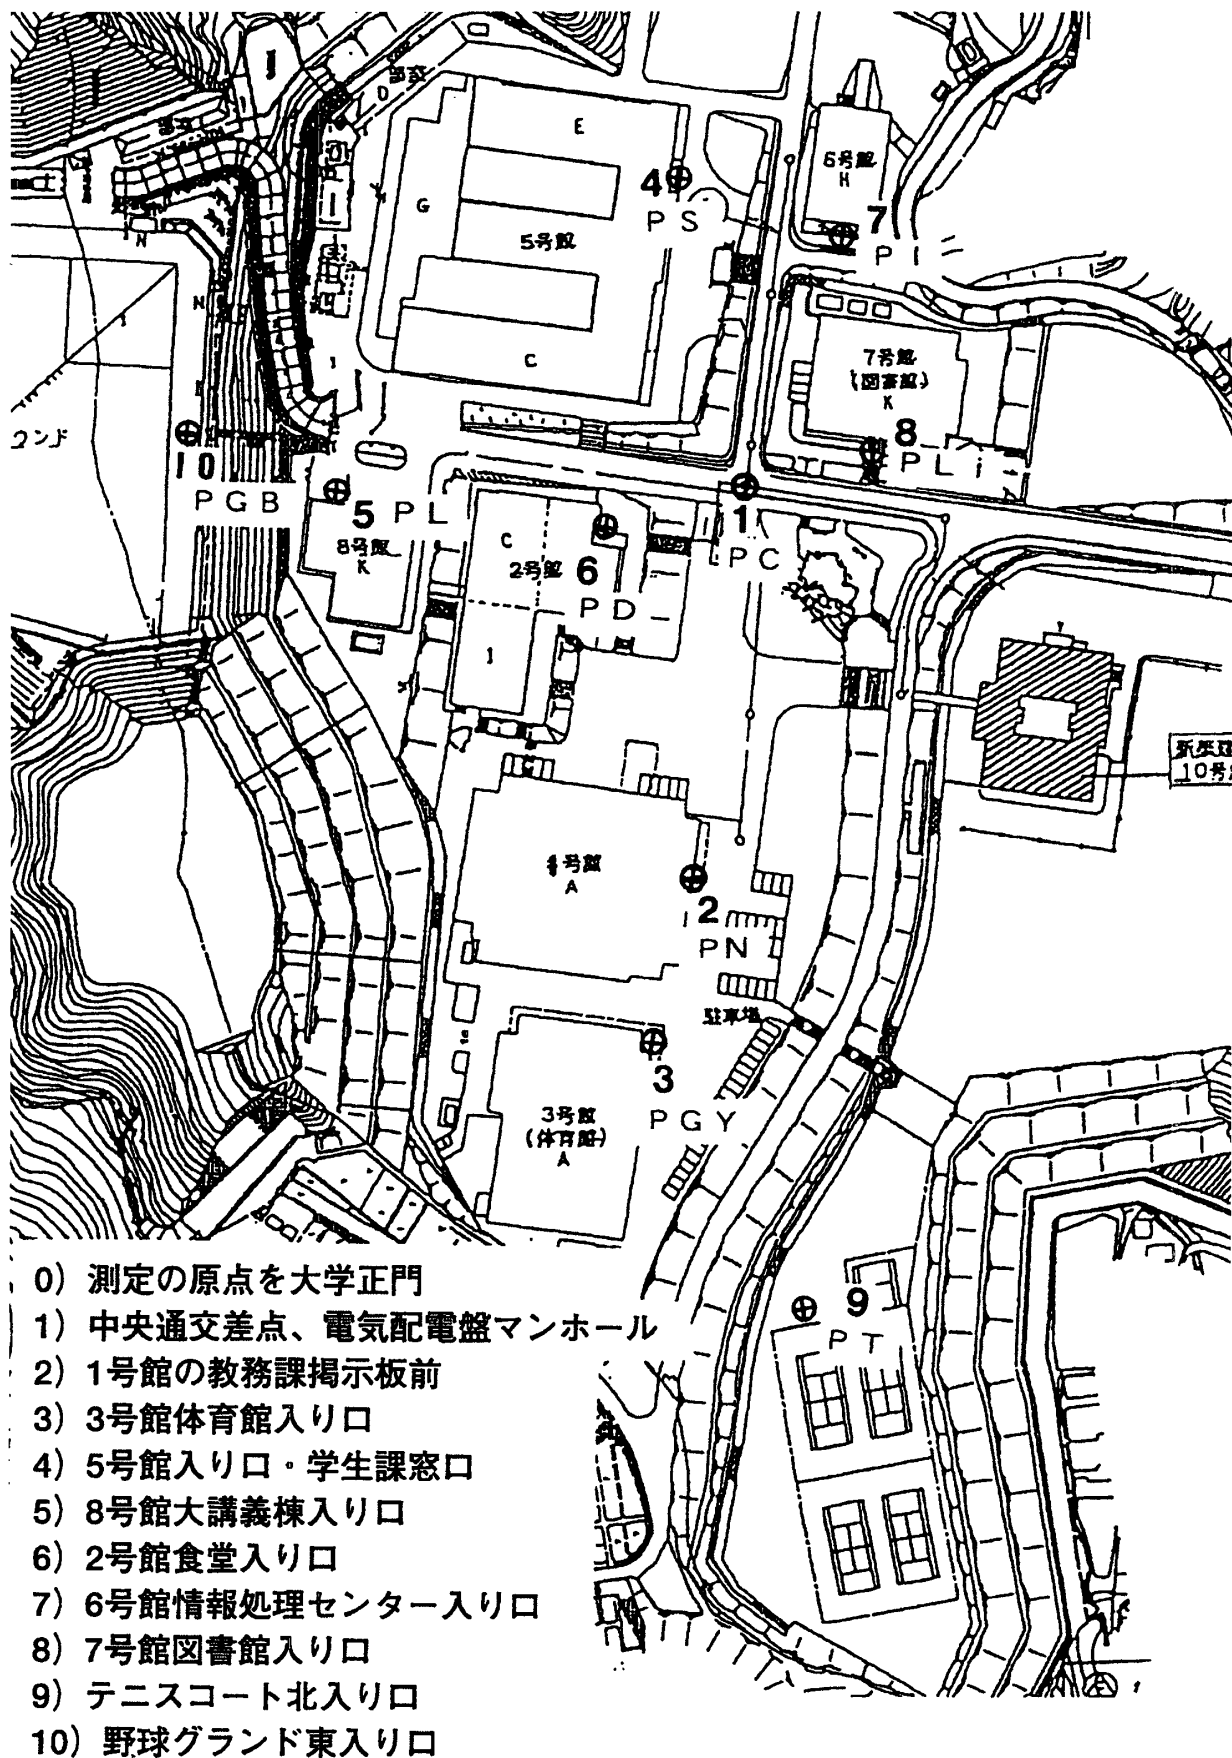 部室
D
部室
E
G
5号館
C
4
PS
6号館
H
7
PI
7号館
(図書館)
K
8
PLi
N
N
ンド
10
PGB
5 PL
8号館
K
C
2号館
1
6
PD
1
PC
10号
号館
A
2
PN
駐車場
3
PGY
3号館
(体育館)
A
9
PT
0)測定の原点を大学正門
1)中央通交差点、電気配電盤マンホール
2)1号館の教務課掲示板前
3)3号館体育館入り口
4)5号館入り口・学生課窓口
5)8号館大講義棟入り口
6)2号館食堂入り口
7)6号館情報処理センター入り口
8)7号館図書館入り口
9)テニスコート北入り口
10)野球グランド東入り口